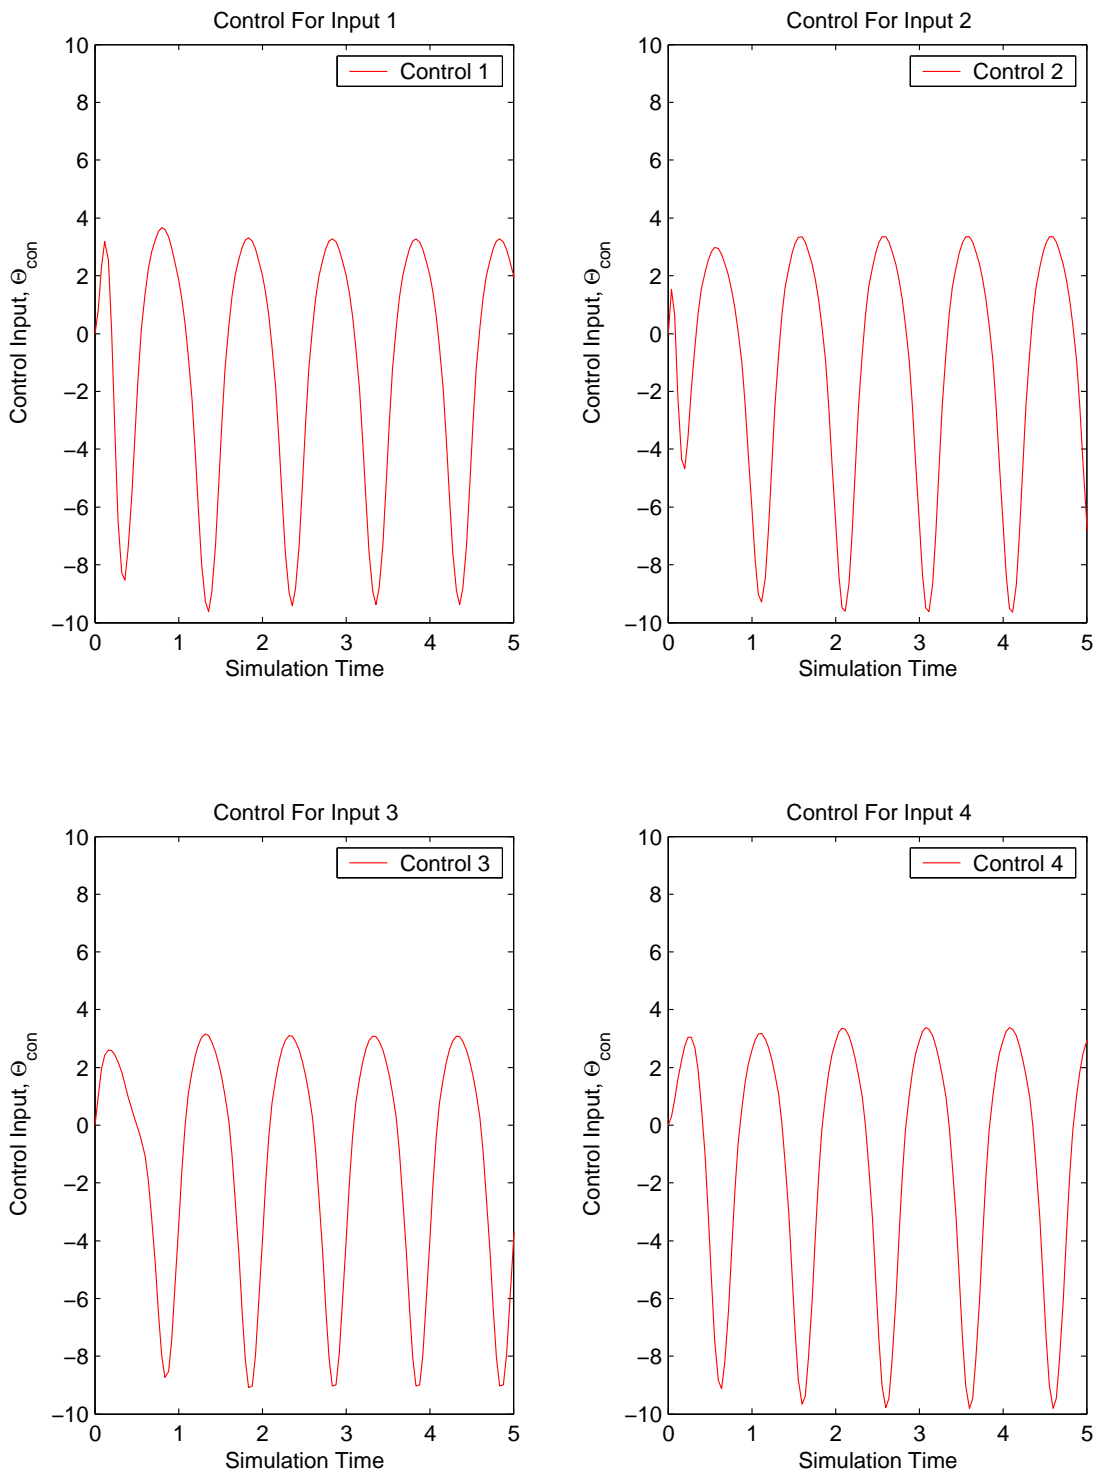 Control For Input 1
10
8
6
4
2
0
−2
−4
−6
−8
−10
Control Input, Θcon
Control 1
0 1 2 3 4 5
Simulation Time
Control For Input 2
10
8
6
4
2
0
−2
−4
−6
−8
−10
Control Input, Θcon
Control 2
0 1 2 3 4 5
Simulation Time
Control For Input 3
10
8
6
4
2
0
−2
−4
−6
−8
−10
Control Input, Θcon
Control 3
0 1 2 3 4 5
Simulation Time
Control For Input 4
10
8
6
4
2
0
−2
−4
−6
−8
−10
Control Input, Θcon
Control 4
0 1 2 3 4 5
Simulation Time